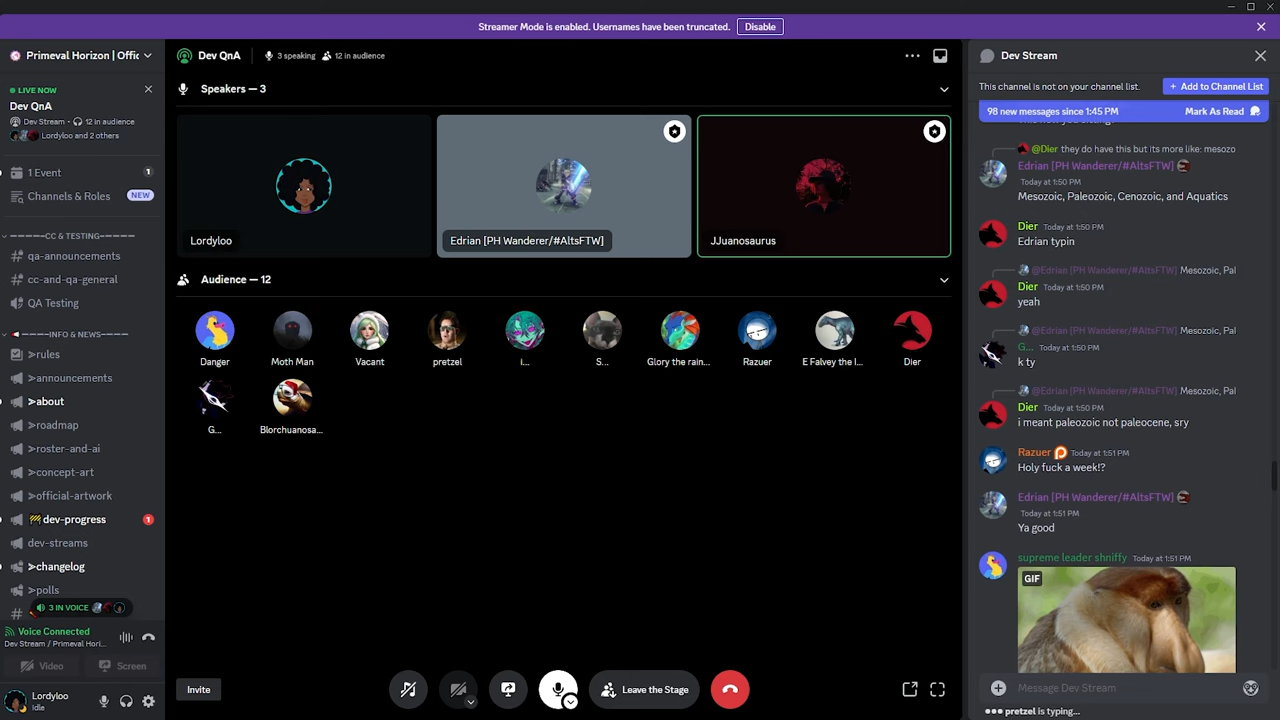 Streamer Mode is enabled. Usernames have been truncated. Disable
Primeval Horizon | Offic
LIVE NOW
Dev QnA
Dev Stream - 12 in audience
Lordyloo and 2 others
1 Event 1
Channels & Roles NEW
CC & TESTING
qa-announcements
cc-and-qa-general
QA Testing
INFO & NEWS
>rules
>announcements
>about
>roadmap
>roster-and-ai
>concept-art
>official-artwork
dev-progress 1
dev-streams
>changelog
>polls
3 IN VOICE
Voice Connected
Dev Stream / Primeval Hori...
Video Screen
Lordyloo
Idle
Dev QnA 3 speaking 12 in audience
Speakers — 3
Lordyloo
Edrian [PH Wanderer/#AltsFTW]
JJuanosaurus
Audience — 12
Danger Moth Man Vacant pretzel i... S... Glory the rain... Razuer E Falvey the I... Dier
G... Blorchuanosa...
Invite
Leave the Stage
Dev Stream
This channel is not on your channel list. + Add to Channel List
98 new messages since 1:45 PM Mark As Read
@Dier they do have this but its more like: mesozo
Edrian [PH Wanderer/#AltsFTW]
Today at 1:50 PM
Mesozoic, Paleozoic, Cenozoic, and Aquatics
Dier Today at 1:50 PM
Edrian typin
@Edrian [PH Wanderer/#AltsFTW] Mesozoic, Pal
Dier Today at 1:50 PM
yeah
@Edrian [PH Wanderer/#AltsFTW] Mesozoic, Pal
G... Today at 1:50 PM
k ty
@Edrian [PH Wanderer/#AltsFTW] Mesozoic, Pal
Dier Today at 1:50 PM
i meant paleozoic not paleocene, sry
Razuer Today at 1:51 PM
Holy fuck a week!?
Edrian [PH Wanderer/#AltsFTW]
Today at 1:51 PM
Ya good
supreme leader shniffy Today at 1:51 PM
GIF
Message Dev Stream
pretzel is typing...